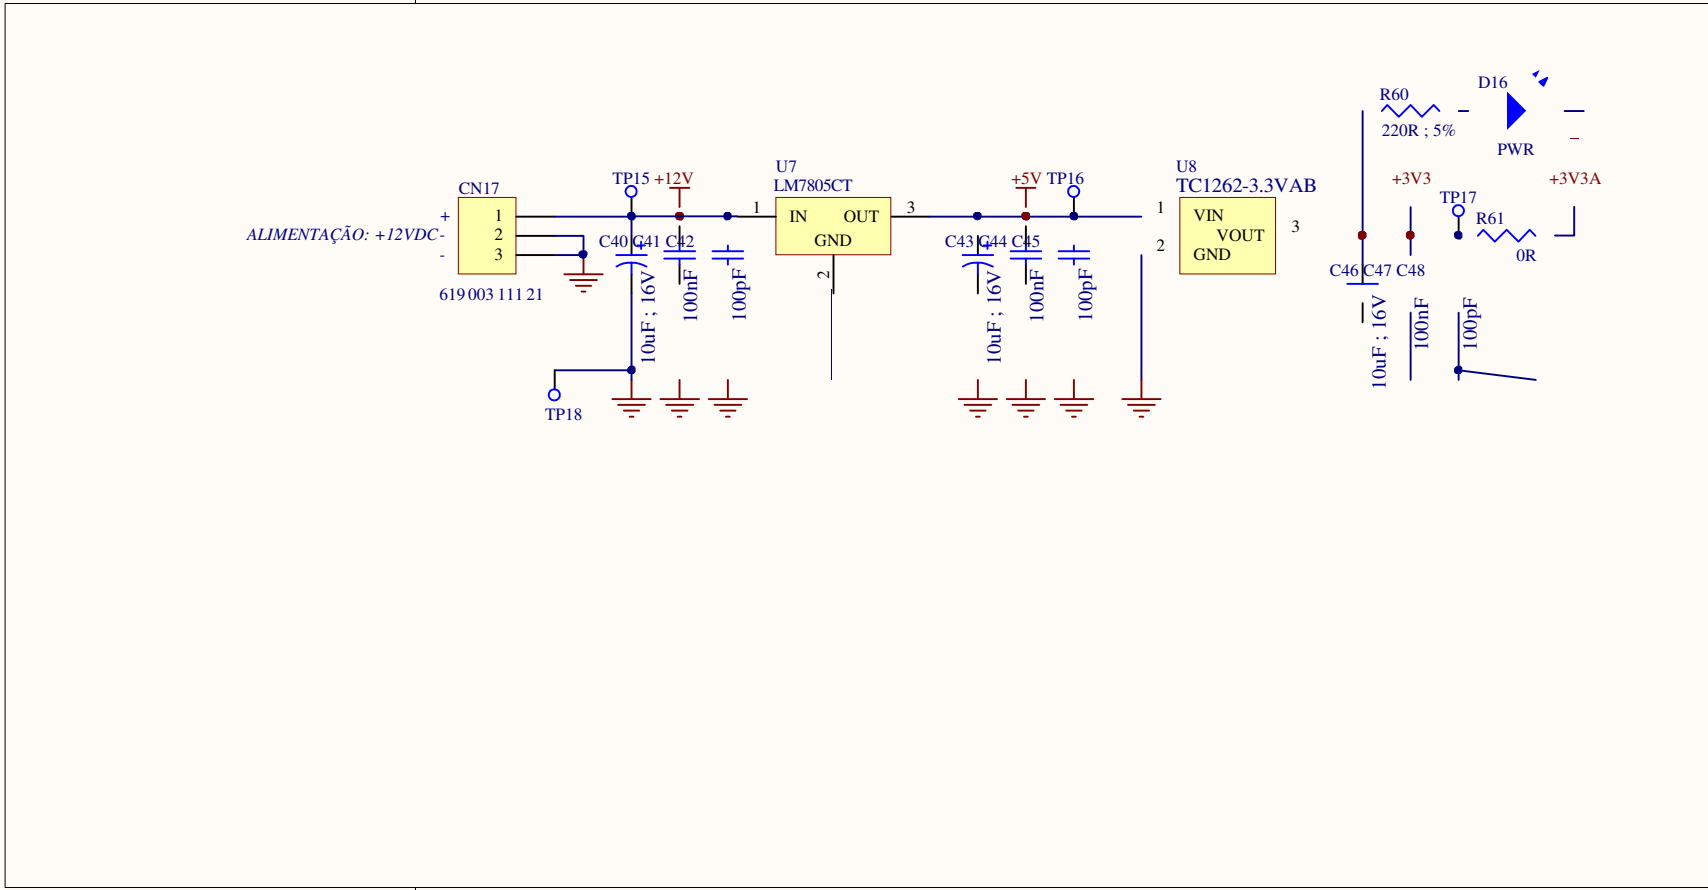 CN17
+
ALIMENTAÇÃO: +12VDC-
-
1
2
3
619 003 111 21
TP15
+12V
C40
C41
C42
+
10uF ; 16V
100nF
100pF
TP18
U7
LM7805CT
1
IN
OUT
GND
3
2
+5V
TP16
C43
C44
C45
+
10uF ; 16V
100nF
100pF
U8
TC1262-3.3VAB
1
2
VIN
VOUT
GND
3
R60
220R ; 5%
D16
PWR
+3V3
+3V3A
TP17
R61
0R
C46
C47
C48
10uF ; 16V
100nF
100pF